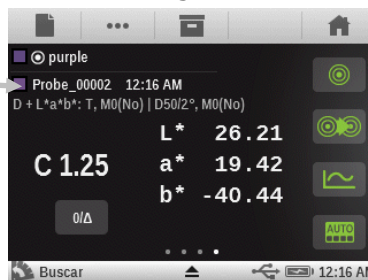 purple
Probe_00002 12:16 AM
D + L*a*b*: T, M0(No) | D50/2°, M0(No)
L* 26.21
C 1.25 a* 19.42
b* -40.44
0/Δ
AUTO
Buscar 12:16 AM